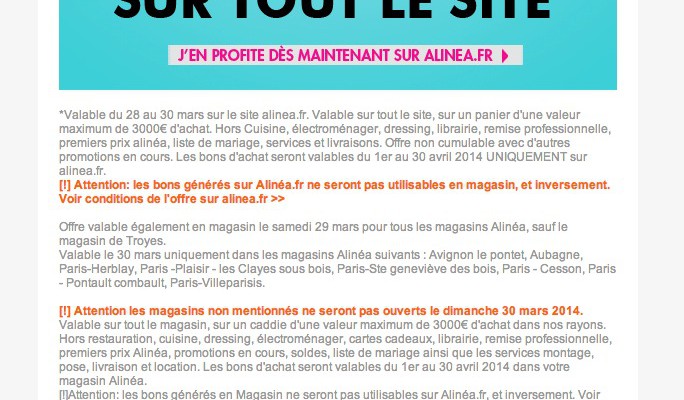 SUR TOUT LE SITE
J'EN PROFITE DÈS MAINTENANT SUR ALINEA.FR
*Valable du 28 au 30 mars sur le site alinea.fr. Valable sur tout le site, sur un panier d'une valeur
maximum de 3000€ d'achat. Hors Cuisine, électroménager, dressing, librairie, remise professionnelle,
premiers prix alinéa, liste de mariage, services et livraisons. Offre non cumulable avec d'autres
promotions en cours. Les bons d'achat seront valables du 1er au 30 avril 2014 UNIQUEMENT sur
alinea.fr.
[!] Attention: les bons générés sur Alinéa.fr ne seront pas utilisables en magasin, et inversement.
Voir conditions de l'offre sur alinea.fr >>
Offre valable également en magasin le samedi 29 mars pour tous les magasins Alinéa, sauf le
magasin de Troyes.
Valable le 30 mars uniquement dans les magasins Alinéa suivants : Avignon le pontet, Aubagne,
Paris-Herblay, Paris -Plaisir - les Clayes sous bois, Paris-Ste geneviève des bois, Paris - Cesson, Paris
- Pontault combault, Paris-Villeparisis.
[!] Attention les magasins non mentionnés ne seront pas ouverts le dimanche 30 mars 2014.
Valable sur tout le magasin, sur un caddie d'une valeur maximum de 3000€ d'achat dans nos rayons.
Hors restauration, cuisine, dressing, électroménager, cartes cadeaux, librairie, remise professionnelle,
premiers prix Alinéa, promotions en cours, soldes, liste de mariage ainsi que les services montage,
pose, livraison et location. Les bons d'achat seront valables du 1er au 30 avril 2014 dans votre
magasin Alinéa.
[!]Attention: les bons générés en Magasin ne seront pas utilisables sur Alinéa.fr, et inversement. Voir